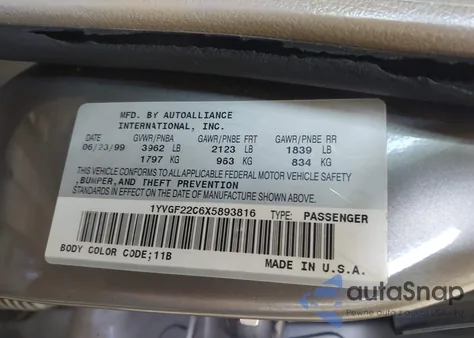 MFD. BY AUTOALLIANCE
INTERNATIONAL, INC.
DATE GVWR/PNBA GAWR/PNBE FRT GAWR/PNBE RR
06/23/99 3962 LB 2123 LB 1839 LB
1797 KG 963 KG 834 KG
THIS VEHICLE CONFORMS TO ALL APPLICABLE FEDERAL MOTOR VEHICLE SAFETY
,BUMPER,AND THEFT PREVENTION
STANDARDS IN EFFECT ON THE DATE OF MANUFACTURE SHOWN ABOVE.
1YVGF22C6X5893816 TYPE: PASSENGER
BODY COLOR CODE;11B
MADE IN U.S.A.
autoSnap